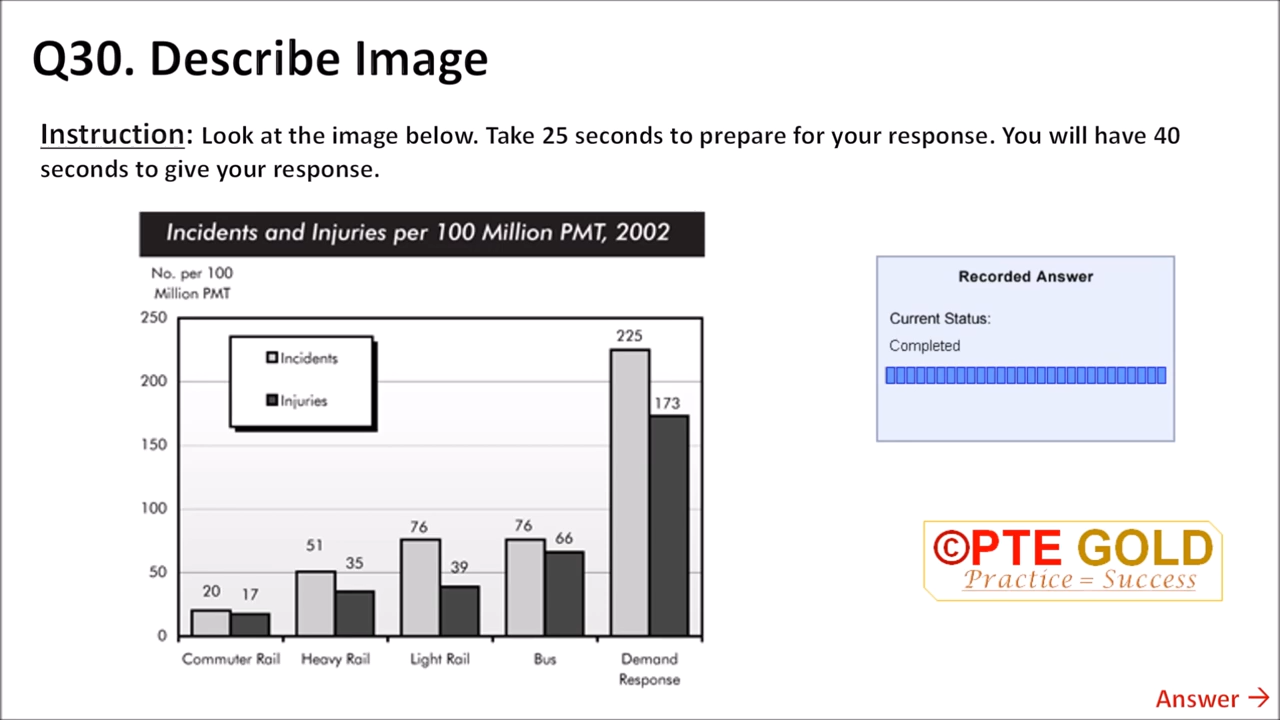 Q30. Describe Image
Instruction: Look at the image below. Take 25 seconds to prepare for your response. You will have 40
seconds to give your response.
Incidents and Injuries per 100 Million PMT, 2002
No. per 100
Million PMT
250
200
150
100
50
0
Incidents
Injuries
20
17
51
35
76
39
76
66
225
173
Commuter Rail
Heavy Rail
Light Rail
Bus
Demand
Response
Recorded Answer
Current Status:
Completed
©PTE GOLD
Practice = Success
Answer →